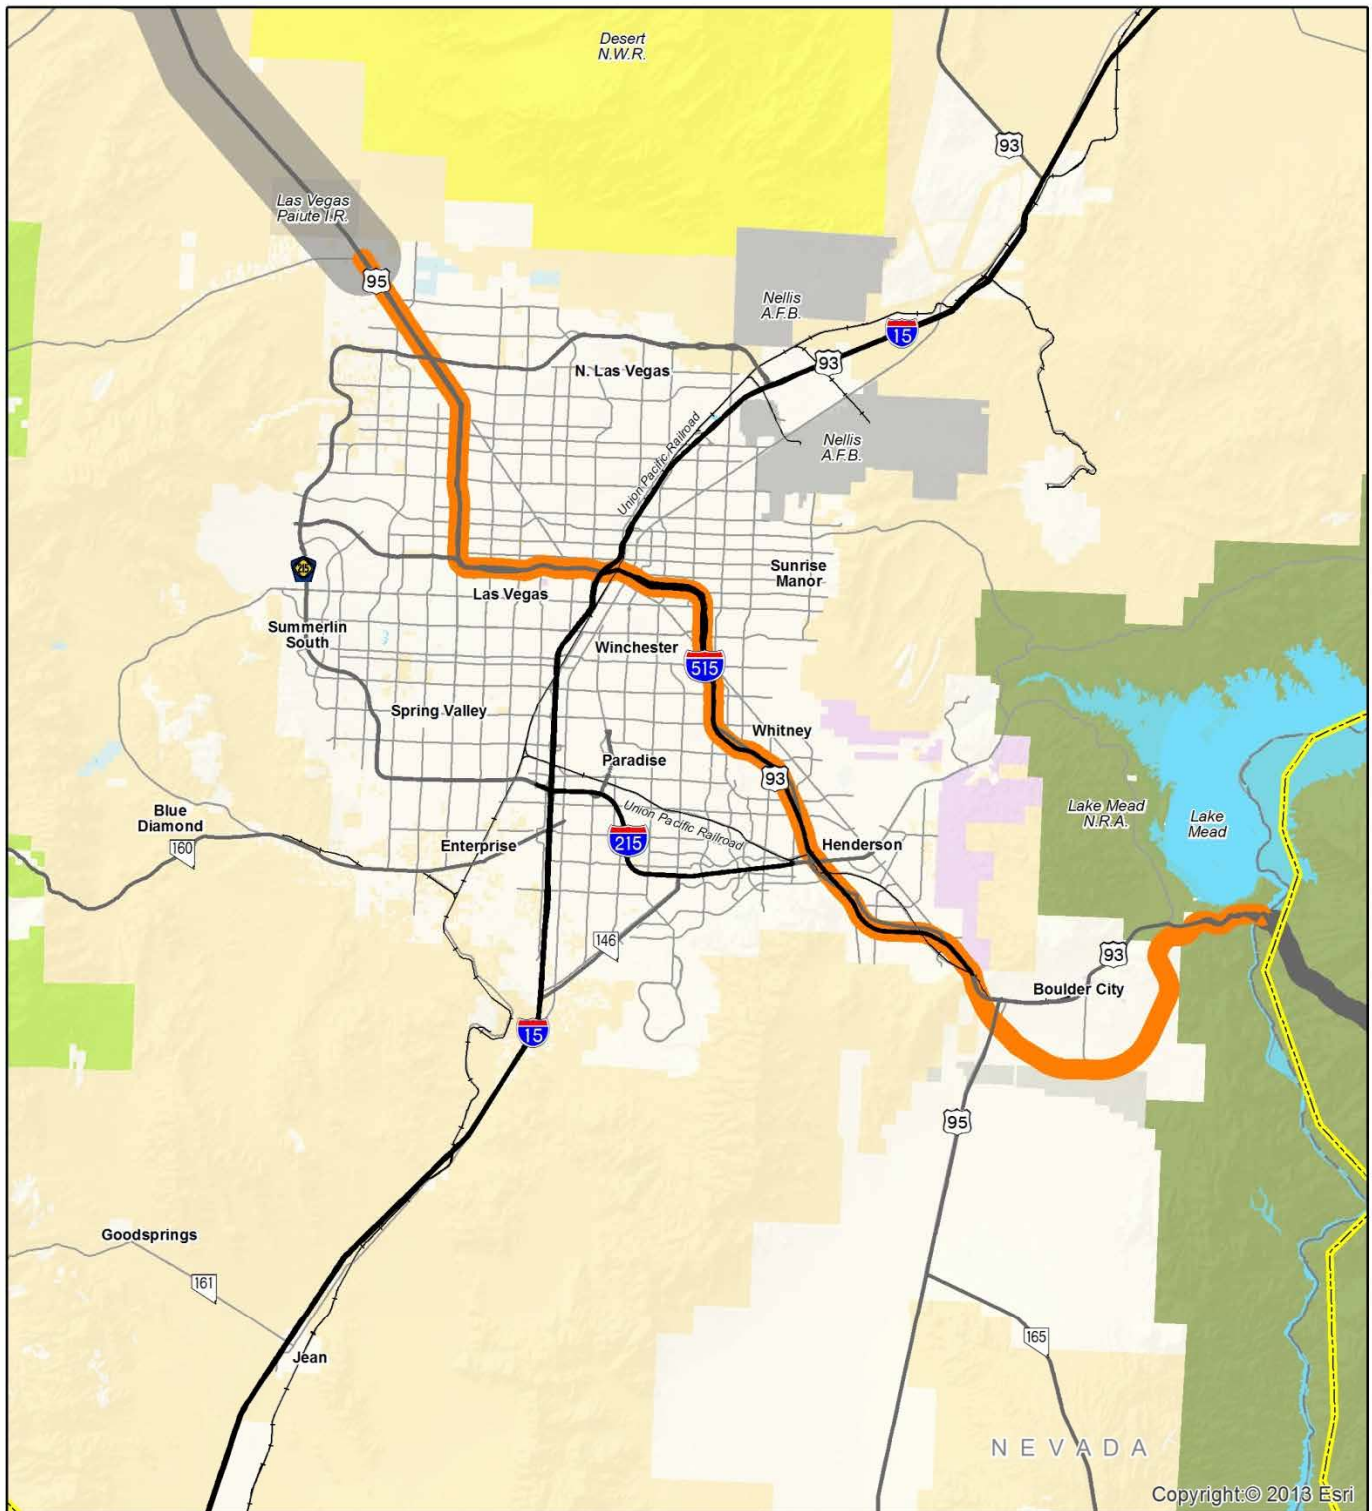 Desert
N.W.R.
93
Las Vegas
Paiute I.R.
95
Nellis
A.F.B.
15
93
N. Las Vegas
Union Pacific Railroad
Nellis
A.F.B.
215
Sunrise
Manor
Las Vegas
Summerlin
South
Winchester
515
Spring Valley
Whitney
Paradise
93
Blue
Diamond
160
Union Pacific Railroad
Lake Mead
N.R.A.
Lake
Mead
Enterprise
215
Henderson
146
93
Boulder City
15
95
Goodsprings
161
165
Jean
NEVADA
Copyright:© 2013 Esri